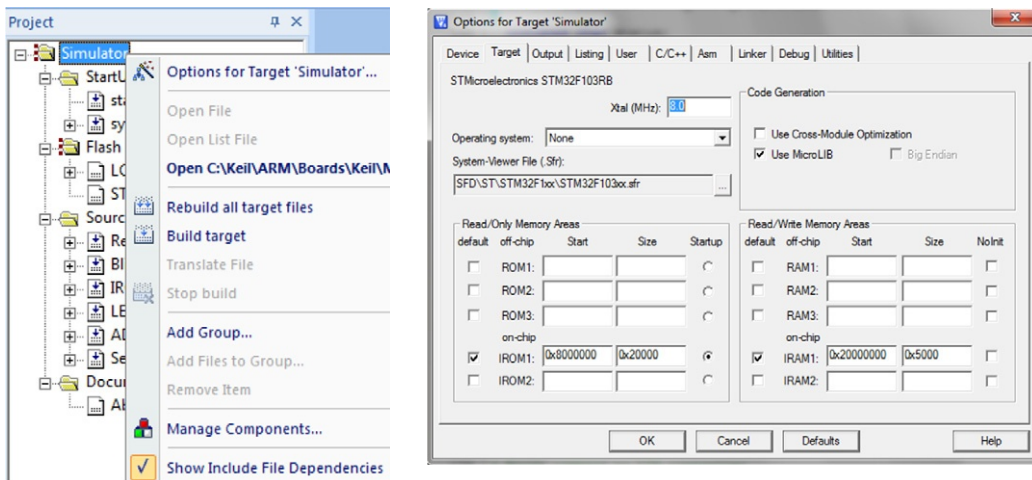 Project
Simulator
StartU
sta
sy
Flash
LC
ST
Sourc
Re
Bl
IR
LE
AD
Se
Docu
Ab
Options for Target 'Simulator'...
Open File
Open List File
Open C:\Keil\ARM\Boards\Keil\M
Rebuild all target files
Build target
Translate File
Stop build
Add Group...
Add Files to Group...
Remove Item
Manage Components...
Show Include File Dependencies
Options for Target 'Simulator'
Device Target Output Listing User C/C++ Asm Linker Debug Utilities
STMicroelectronics STM32F103RB
Xtal (MHz): 8.0
Operating system: None
System-Viewer File (.Sfr):
SFD\ST\STM32F1xx\STM32F103xx.sfr ...
Code Generation
Use Cross-Module Optimization
Use MicroLIB Big Endian
Read/Only Memory Areas
default off-chip Start Size Startup
ROM1:
ROM2:
ROM3:
on-chip
IROM1: 0x8000000 0x20000
IROM2:
Read/Write Memory Areas
default off-chip Start Size NoInit
RAM1:
RAM2:
RAM3:
on-chip
IRAM1: 0x20000000 0x5000
IRAM2:
OK Cancel Defaults Help